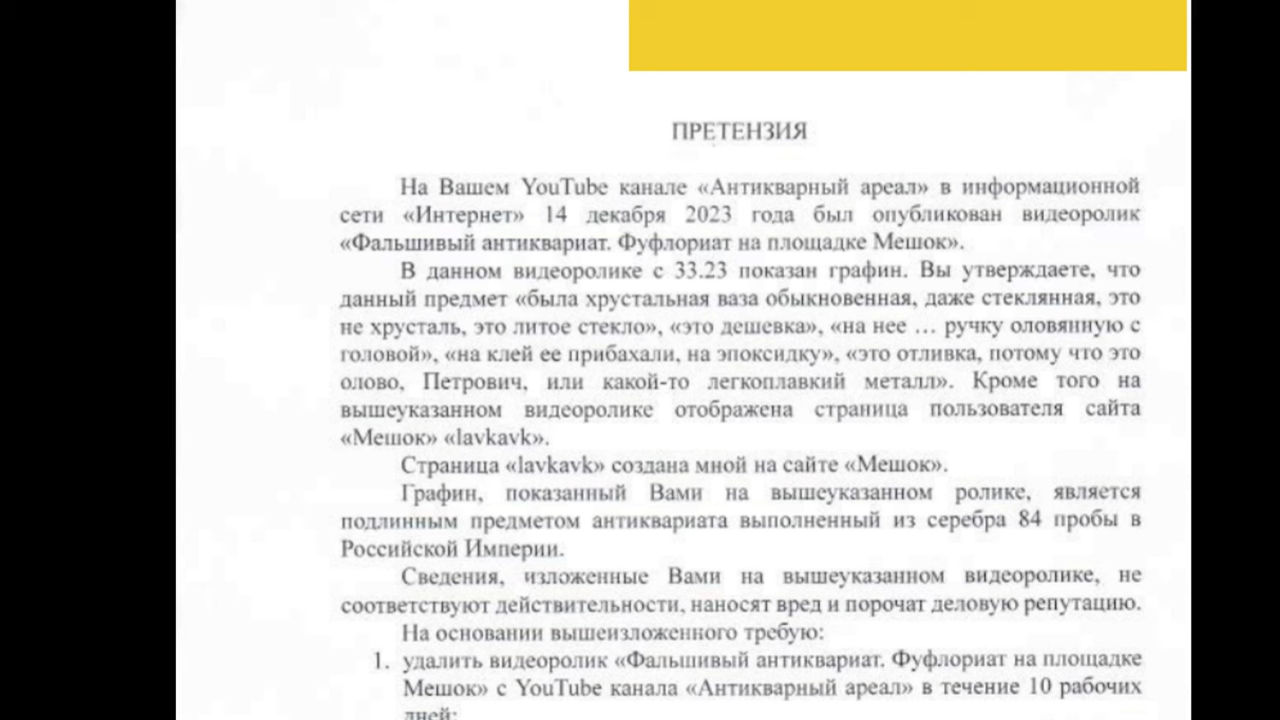 ПРЕТЕНЗИЯ
На Вашем YouTube канале «Антикварный ареал» в информационной
сети «Интернет» 14 декабря 2023 года был опубликован видеоролик
«Фальшивый антиквариат. Фуфлориат на площадке Мешок».
В данном видеоролике с 33.23 показан графин. Вы утверждаете, что
данный предмет «была хрустальная ваза обыкновенная, даже стеклянная, это
не хрусталь, это литое стекло», «это дешевка», «на нее … ручку оловянную с
головой», «на клей ее прибахали, на эпоксидку», «это отливка, потому что это
олово, Петрович, или какой-то легкоплавкий металл». Кроме того на
вышеуказанном видеоролике отображена страница пользователя сайта
«Мешок» «lavkavk».
Страница «lavkavk» создана мной на сайте «Мешок».
Графин, показанный Вами на вышеуказанном ролике, является
подлинным предметом антиквариата выполненный из серебра 84 пробы в
Российской Империи.
Сведения, изложенные Вами на вышеуказанном видеоролике, не
соответствуют действительности, наносят вред и порочат деловую репутацию.
На основании вышеизложенного требую:
1. удалить видеоролик «Фальшивый антиквариат. Фуфлориат на площадке
Мешок» с YouTube канала «Антикварный ареал» в течение 10 рабочих
дней;